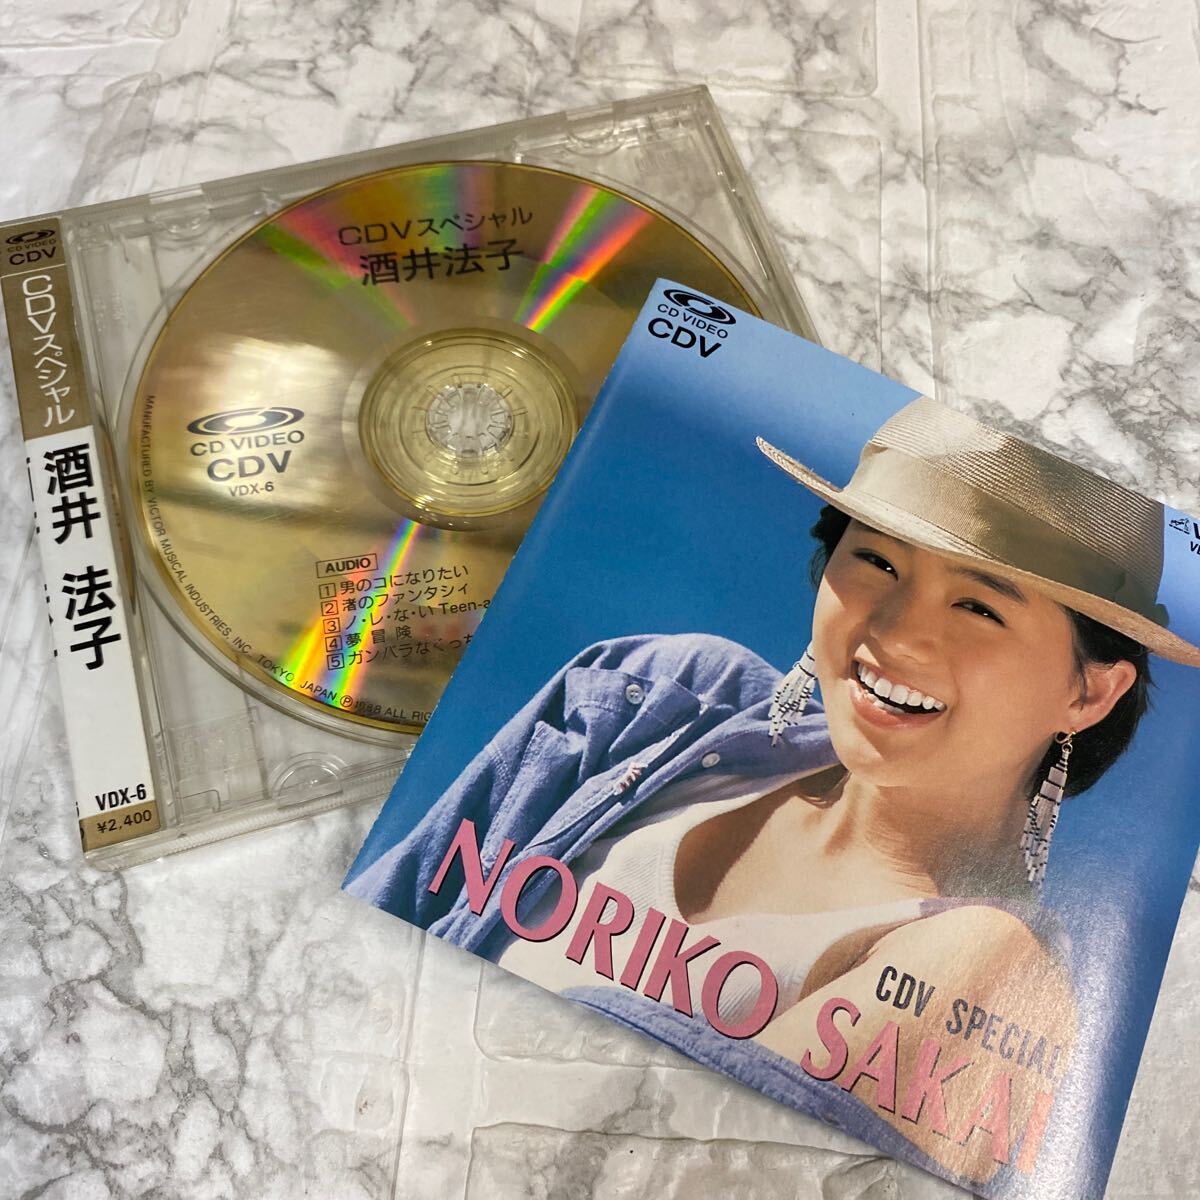 CD VIDEO
CDV
CDVスペシャル
酒井 法子
VDX-6
¥2,400
CDVスペシャル
酒井法子
CD VIDEO
CDV
VDX-6
AUDIO
1 男のコになりたい
2 渚のファンタシィ
3 ノ・レ・な・い Teen-a
4 夢冒険
5 ガンバラなくっち
MANUFACTURED BY VICTOR MUSICAL INDUSTRIES, INC. TOKYO, JAPAN Ⓟ1988 ALL RIG
CD VIDEO
CDV
NORIKO SAKAI
CDV SPECIAL